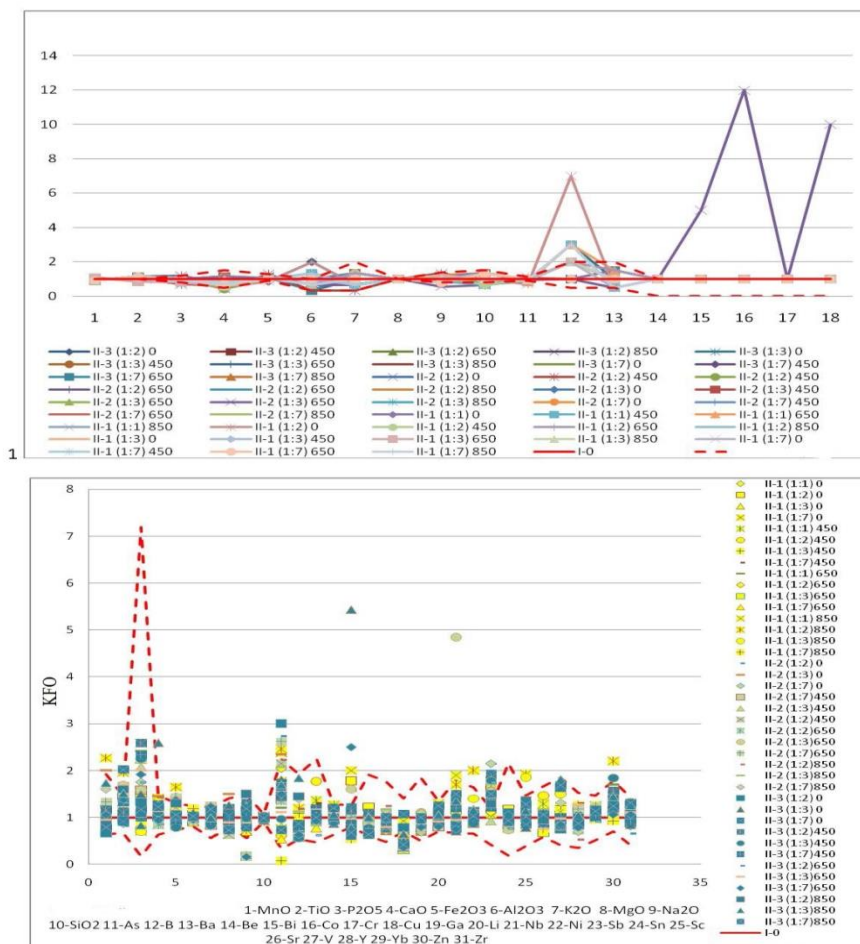 14
12
10
8
6
4
2
0
1 2 3 4 5 6 7 8 9 10 11 12 13 14 15 16 17 18
II-3 (1:2) 0 II-3 (1:2) 450 II-3 (1:2) 650 II-3 (1:2) 850 II-3 (1:3) 0
II-3 (1:3) 450 II-3 (1:3) 650 II-3 (1:3) 850 II-3 (1:7) 0 II-3 (1:7) 450
II-3 (1:7) 650 II-3 (1:7) 850 II-2 (1:2) 0 II-2 (1:2) 450 II-2 (1:2) 450
II-2 (1:2) 650 II-2 (1:3) 650 II-2 (1:2) 850 II-2 (1:3) 0 II-2 (1:3) 450
II-2 (1:3) 650 II-2 (1:3) 650 II-2 (1:3) 850 II-2 (1:7) 0 II-2 (1:7) 450
II-2 (1:7) 650 II-2 (1:7) 850 II-1 (1:1) 0 II-1 (1:1) 450 II-1 (1:1) 650
II-1 (1:1) 850 II-1 (1:2) 0 II-1 (1:2) 450 II-1 (1:2) 650 II-1 (1:2) 850
II-1 (1:3) 0 II-1 (1:3) 450 II-1 (1:3) 650 II-1 (1:3) 850 II-1 (1:7) 0
II-1 (1:7) 450 II-1 (1:7) 650 II-1 (1:7) 850 I-0
1
8
7
6
5
4
3
2
1
0
KFO
0 5 10 15 20 25 30 35
1-MnO 2-TiO 3-P2O5 4-CaO 5-Fe2O3 6-Al2O3 7-K2O 8-MgO 9-Na2O
10-SiO2 11-As 12-B 13-Ba 14-Be 15-Bi 16-Co 17-Cr 18-Cu 19-Ga 20-Li 21-Nb 22-Ni 23-Sb 24-Sn 25-Sc
26-Sr 27-V 28-Y 29-Yb 30-Zn 31-Zr
II-1 (1:1) 0
II-1 (1:2) 0
II-1 (1:3) 0
II-1 (1:7) 0
II-1 (1:1) 450
II-1 (1:2)450
II-1 (1:3)450
II-1 (1:7)450
II-1 (1:1) 650
II-1 (1:2)650
II-1 (1:3)650
II-1 (1:7)650
II-1 (1:1) 850
II-1 (1:2)850
II-1 (1:3)850
II-1 (1:7)850
II-2 (1:2) 0
II-2 (1:3) 0
II-2 (1:7) 0
II-2 (1:7)450
II-2 (1:3)450
II-2 (1:2)450
II-2 (1:2)650
II-2 (1:3)650
II-2 (1:7)650
II-2 (1:2)850
II-2 (1:3)850
II-2 (1:7)850
II-3 (1:2) 0
II-3 (1:3) 0
II-3 (1:7) 0
II-3 (1:2)450
II-3 (1:3)450
II-3 (1:7)450
II-3 (1:2)650
II-3 (1:3)650
II-3 (1:7)650
II-3 (1:2)850
II-3 (1:3)850
II-3 (1:7)850
I-0